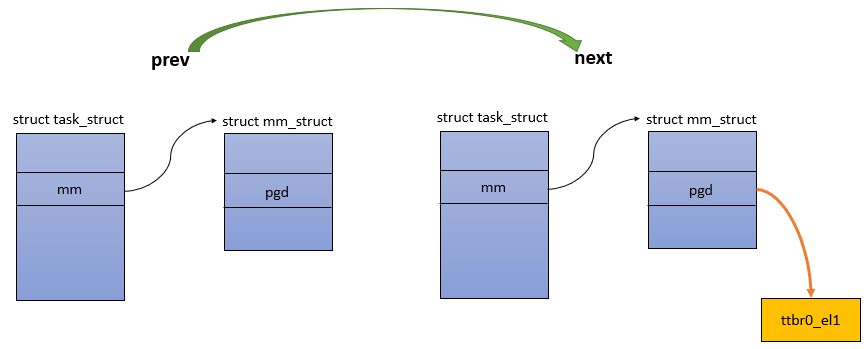 prev
next
struct task_struct
struct mm_struct
struct task_struct
struct mm_struct
mm
pgd
mm
pgd
ttbr0_el1